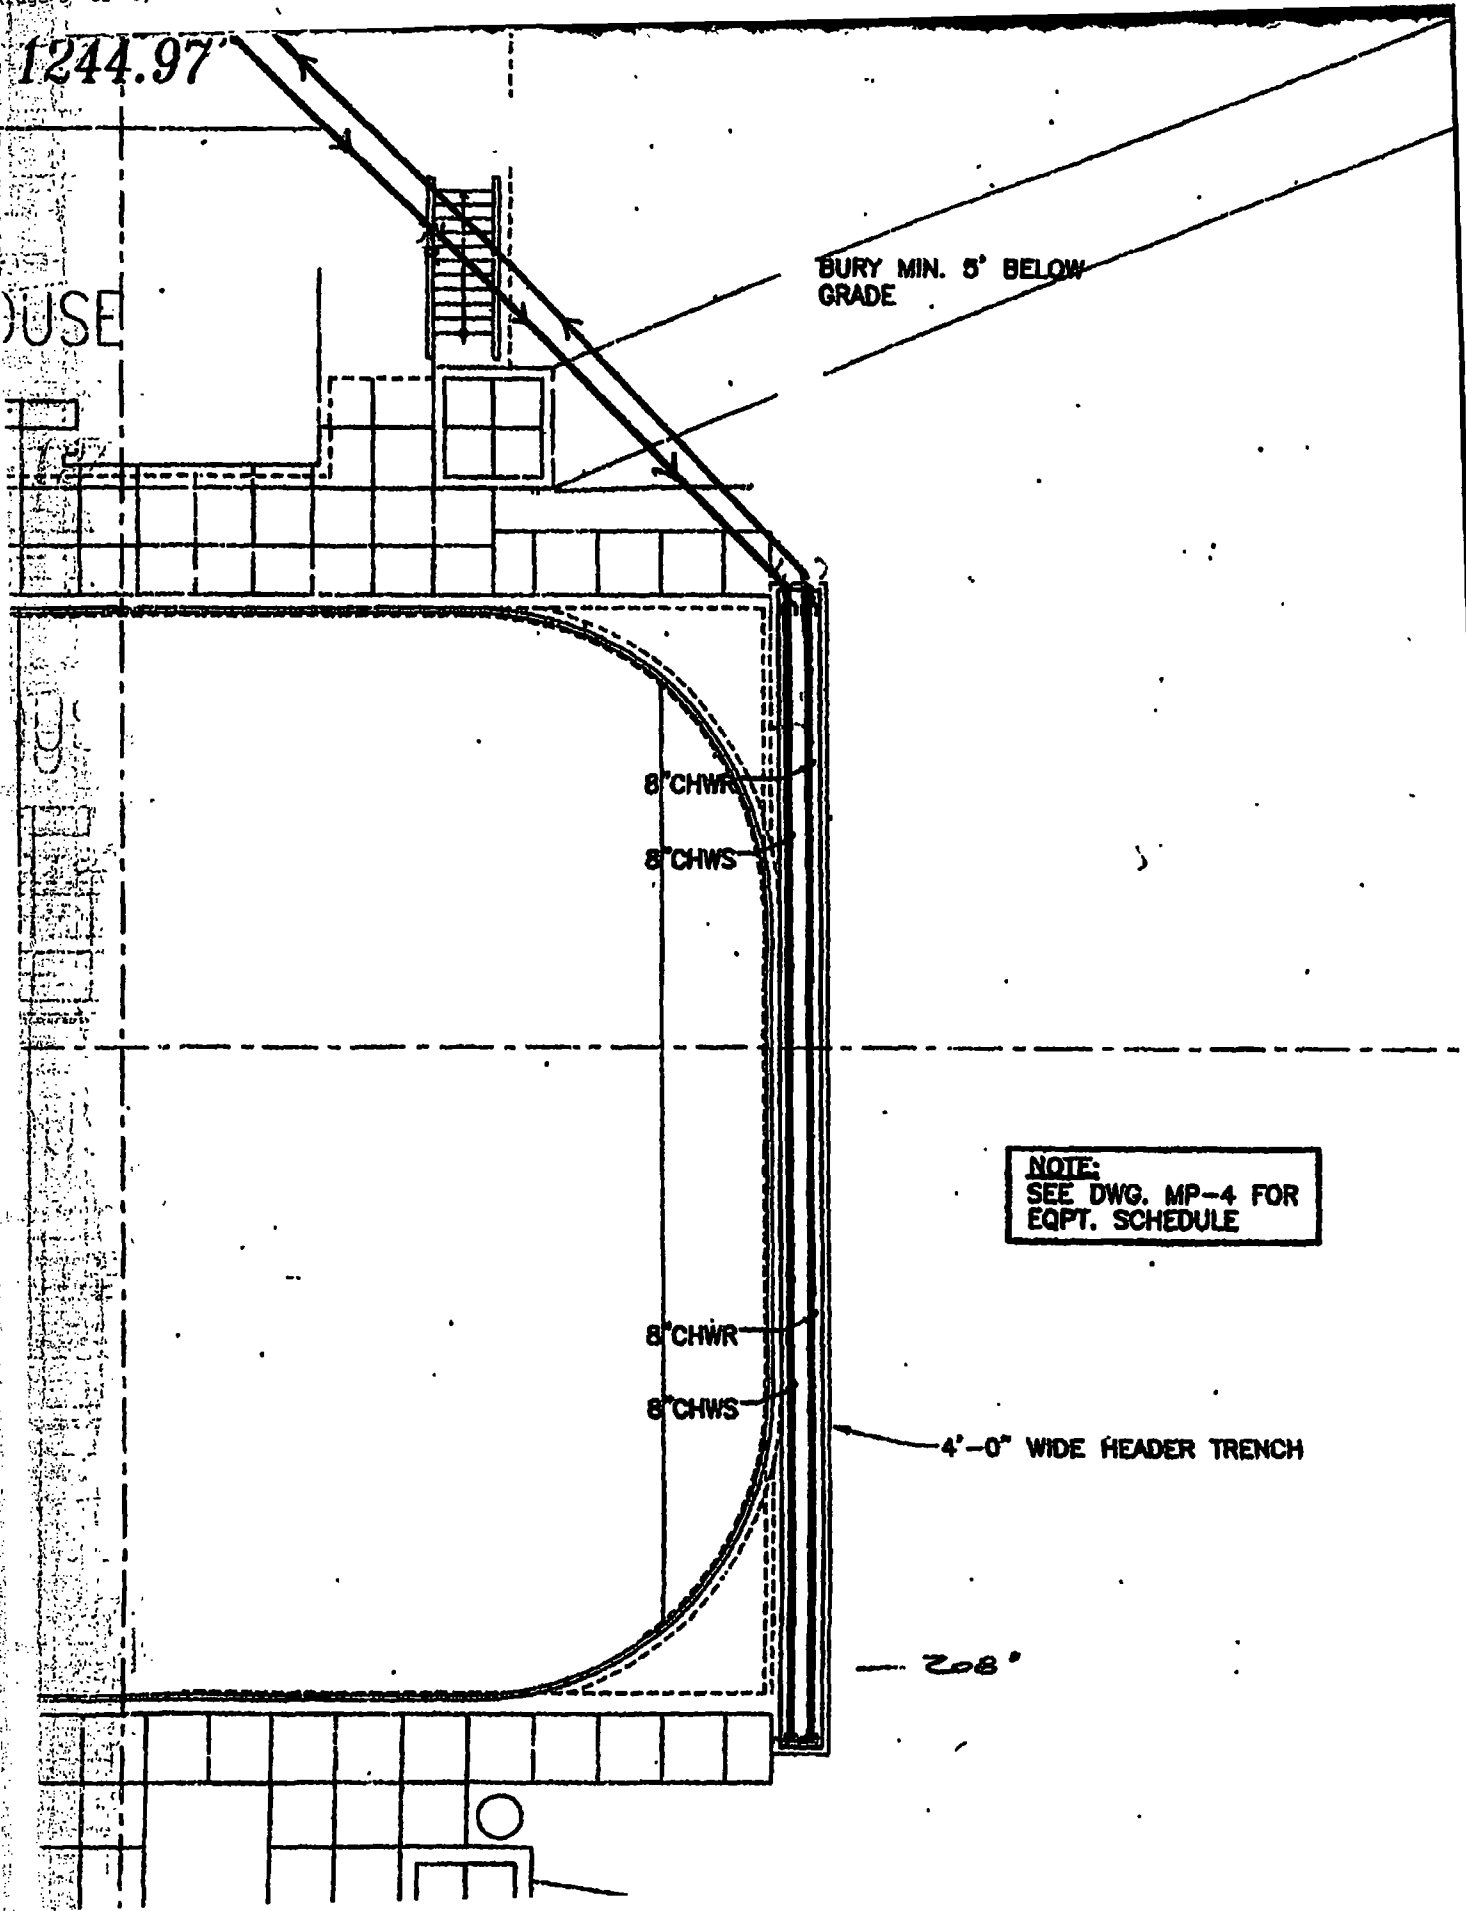 1244.97'
OUSE
BURY MIN. 5' BELOW
GRADE
8"CHWR
8"CHWS
NOTE:
SEE DWG. MP-4 FOR
EQPT. SCHEDULE
8"CHWR
8"CHWS
4'-0" WIDE HEADER TRENCH
208'